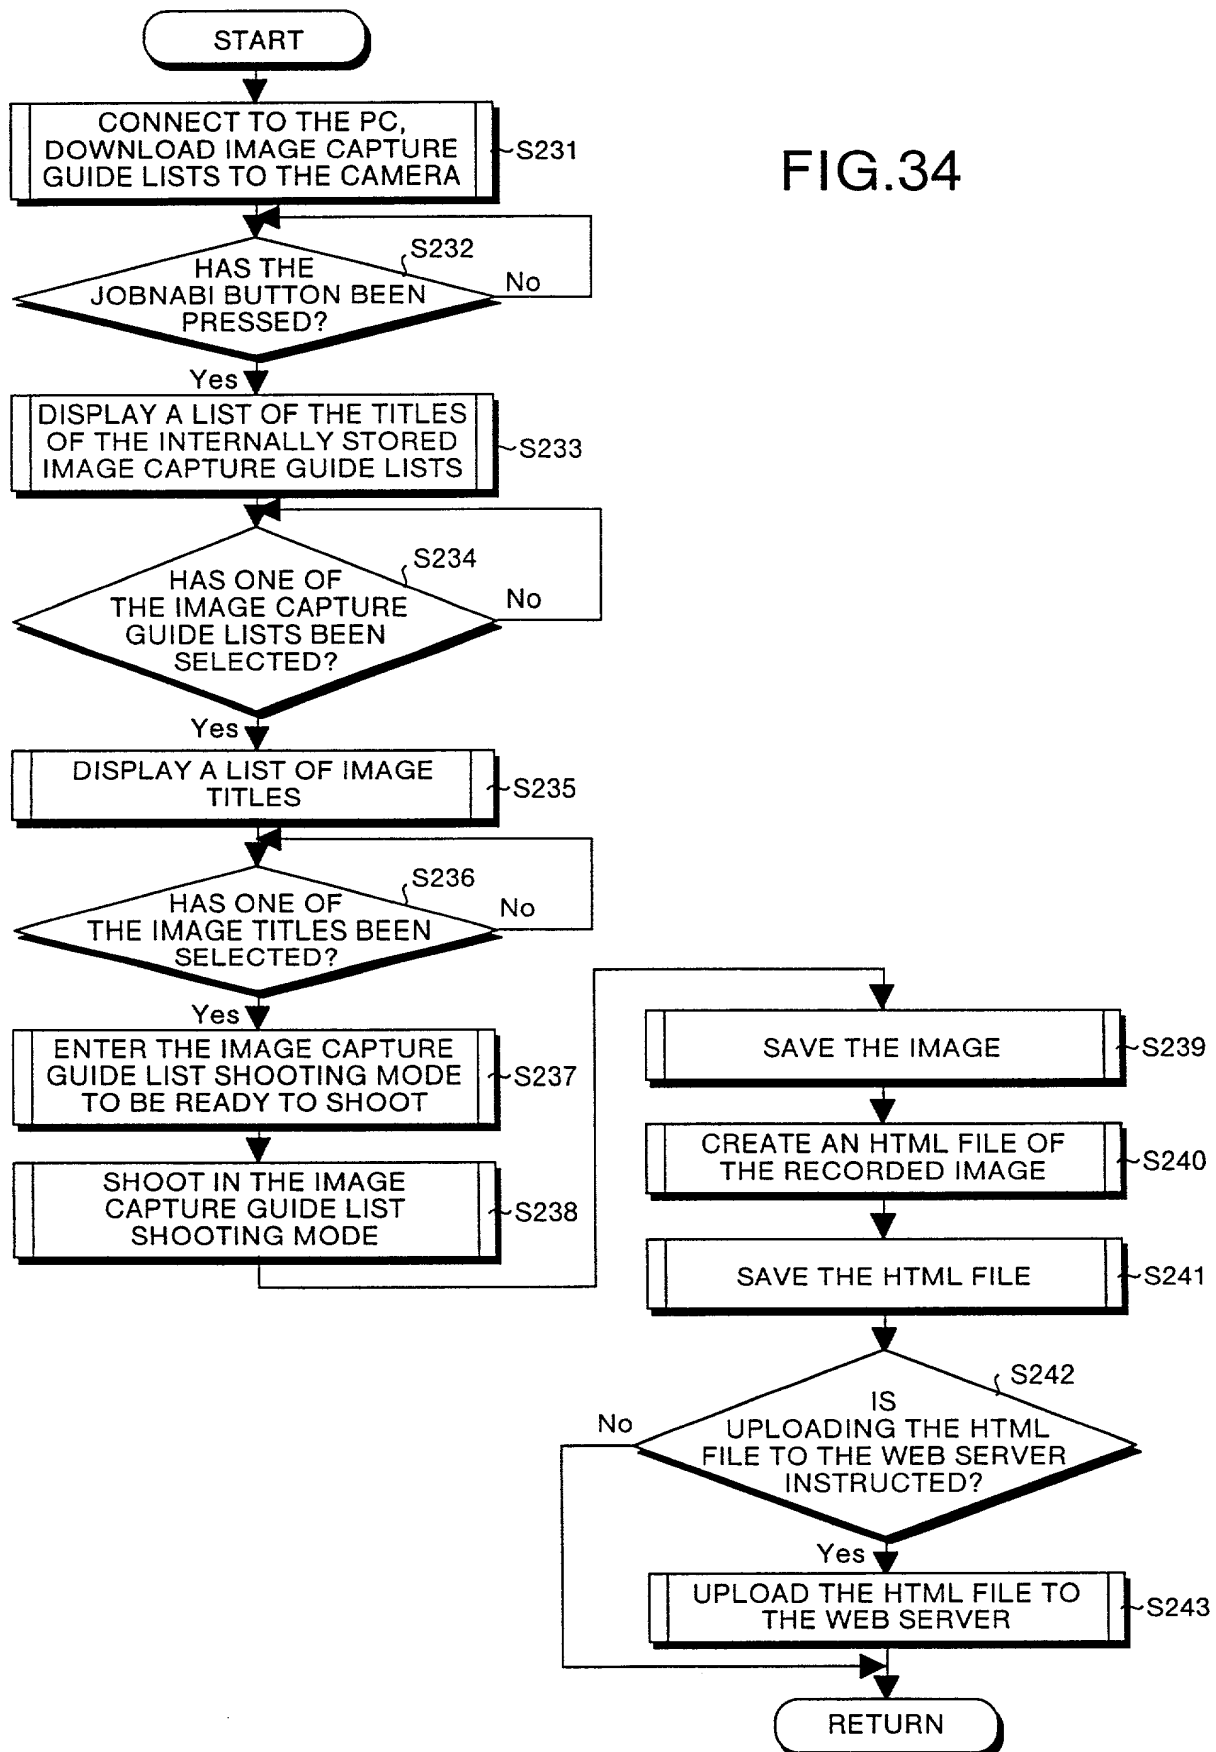 START
CONNECT TO THE PC,
DOWNLOAD IMAGE CAPTURE
GUIDE LISTS TO THE CAMERA
S231
FIG.34
S232
HAS THE
JOBNABI BUTTON BEEN
PRESSED?
No
Yes
DISPLAY A LIST OF THE TITLES
OF THE INTERNALLY STORED
IMAGE CAPTURE GUIDE LISTS
S233
S234
HAS ONE OF
THE IMAGE CAPTURE
GUIDE LISTS BEEN
SELECTED?
No
Yes
DISPLAY A LIST OF IMAGE
TITLES
S235
S236
HAS ONE OF
THE IMAGE TITLES BEEN
SELECTED?
No
Yes
ENTER THE IMAGE CAPTURE
GUIDE LIST SHOOTING MODE
TO BE READY TO SHOOT
S237
SHOOT IN THE IMAGE
CAPTURE GUIDE LIST
SHOOTING MODE
S238
SAVE THE IMAGE
S239
CREATE AN HTML FILE OF
THE RECORDED IMAGE
S240
SAVE THE HTML FILE
S241
S242
IS
UPLOADING THE HTML
FILE TO THE WEB SERVER
INSTRUCTED?
No
Yes
UPLOAD THE HTML FILE TO
THE WEB SERVER
S243
RETURN